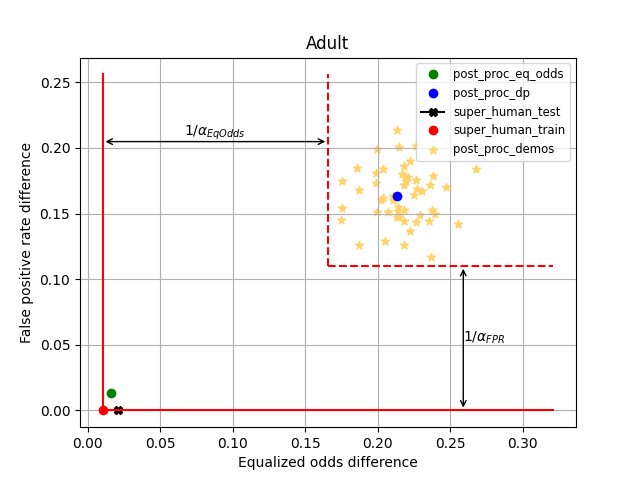 Adult
0.25
0.20
0.15
0.10
0.05
0.00
False positive rate difference
1/α_EqOdds
1/α_FPR
post_proc_eq_odds
post_proc_dp
super_human_test
super_human_train
post_proc_demos
0.00 0.05 0.10 0.15 0.20 0.25 0.30
Equalized odds difference